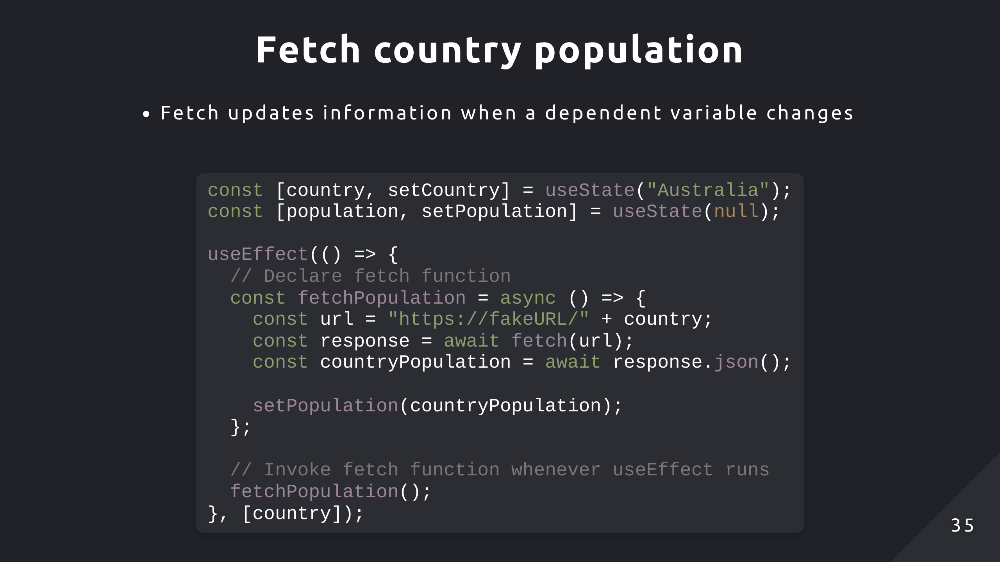 Fetch country population
• Fetch updates information when a dependent variable changes
const [country, setCountry] = useState("Australia");
const [population, setPopulation] = useState(null);

useEffect(() => {
  // Declare fetch function
  const fetchPopulation = async () => {
    const url = "https://fakeURL/" + country;
    const response = await fetch(url);
    const countryPopulation = await response.json();

    setPopulation(countryPopulation);
  };

  // Invoke fetch function whenever useEffect runs
  fetchPopulation();
}, [country]);
35